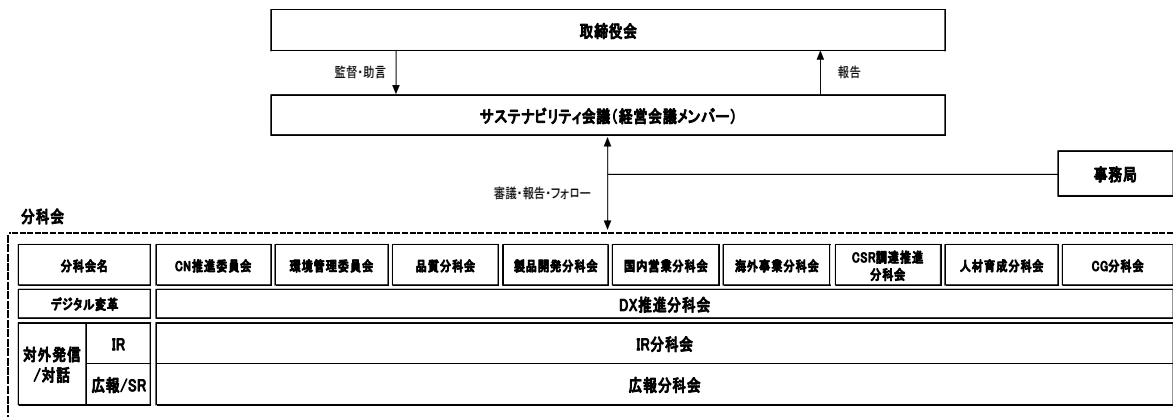 取締役会
監督・助言
報告
サステナビリティ会議(経営会議メンバー)
事務局
審議・報告・フォロー
分科会
分科会名
CN推進委員会
環境管理委員会
品質分科会
製品開発分科会
国内営業分科会
海外事業分科会
CSR調達推進
分科会
人材育成分科会
CG分科会
デジタル変革
DX推進分科会
対外発信
/対話
IR
IR分科会
広報/SR
広報分科会